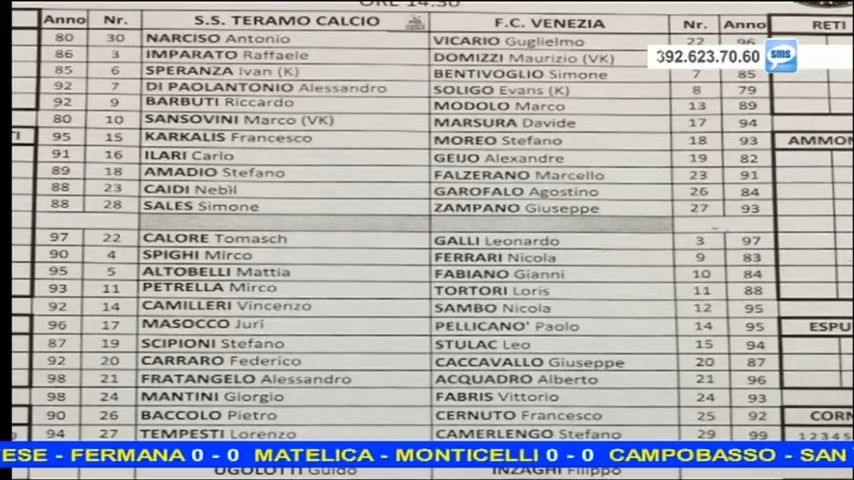 ORE 14.30
Anno Nr. S.S. TERAMO CALCIO F.C. VENEZIA Nr. Anno RETI
80 30 NARCISO Antonio VICARIO Guglielmo 22 96
86 3 IMPARATO Raffaele DOMIZZI Maurizio (VK)
392.623.70.60 sms
85 6 SPERANZA Ivan (K) BENTIVOGLIO Simone 7 85
92 7 DI PAOLANTONIO Alessandro SOLIGO Evans (K) 8 79
92 9 BARBUTI Riccardo MODOLO Marco 13 89
80 10 SANSOVINI Marco (VK) MARSURA Davide 17 94
95 15 KARKALIS Francesco MOREO Stefano 18 93 AMMON
91 16 ILARI Carlo GEIJO Alexandre 19 82
89 18 AMADIO Stefano FALZERANO Marcello 23 91
88 23 CAIDI Nebil GAROFALO Agostino 26 84
88 28 SALES Simone ZAMPANO Giuseppe 27 93
97 22 CALORE Tomasch GALLI Leonardo 3 97
90 4 SPIGHI Mirco FERRARI Nicola 9 83
95 5 ALTOBELLI Mattia FABIANO Gianni 10 84
93 11 PETRELLA Mirco TORTORI Loris 11 88
92 14 CAMILLERI Vincenzo SAMBO Nicola 12 95
96 17 MASOCCO Juri PELLICANO' Paolo 14 95 ESPU
87 19 SCIPIONI Stefano STULAC Leo 15 94
92 20 CARRARO Federico CACCAVALLO Giuseppe 20 87
98 21 FRATANGELO Alessandro ACQUADRO Alberto 21 96
98 24 MANTINI Giorgio FABRIS Vittorio 24 93
90 26 BACCOLO Pietro CERNUTO Francesco 25 92 CORN
94 27 TEMPESTI Lorenzo CAMERLENGO Stefano 29 99 12345
ESE - FERMANA 0 - 0 MATELICA - MONTICELLI 0 - 0 CAMPOBASSO - SAN
UGOLOTTI Guido INZAGHI Filippo